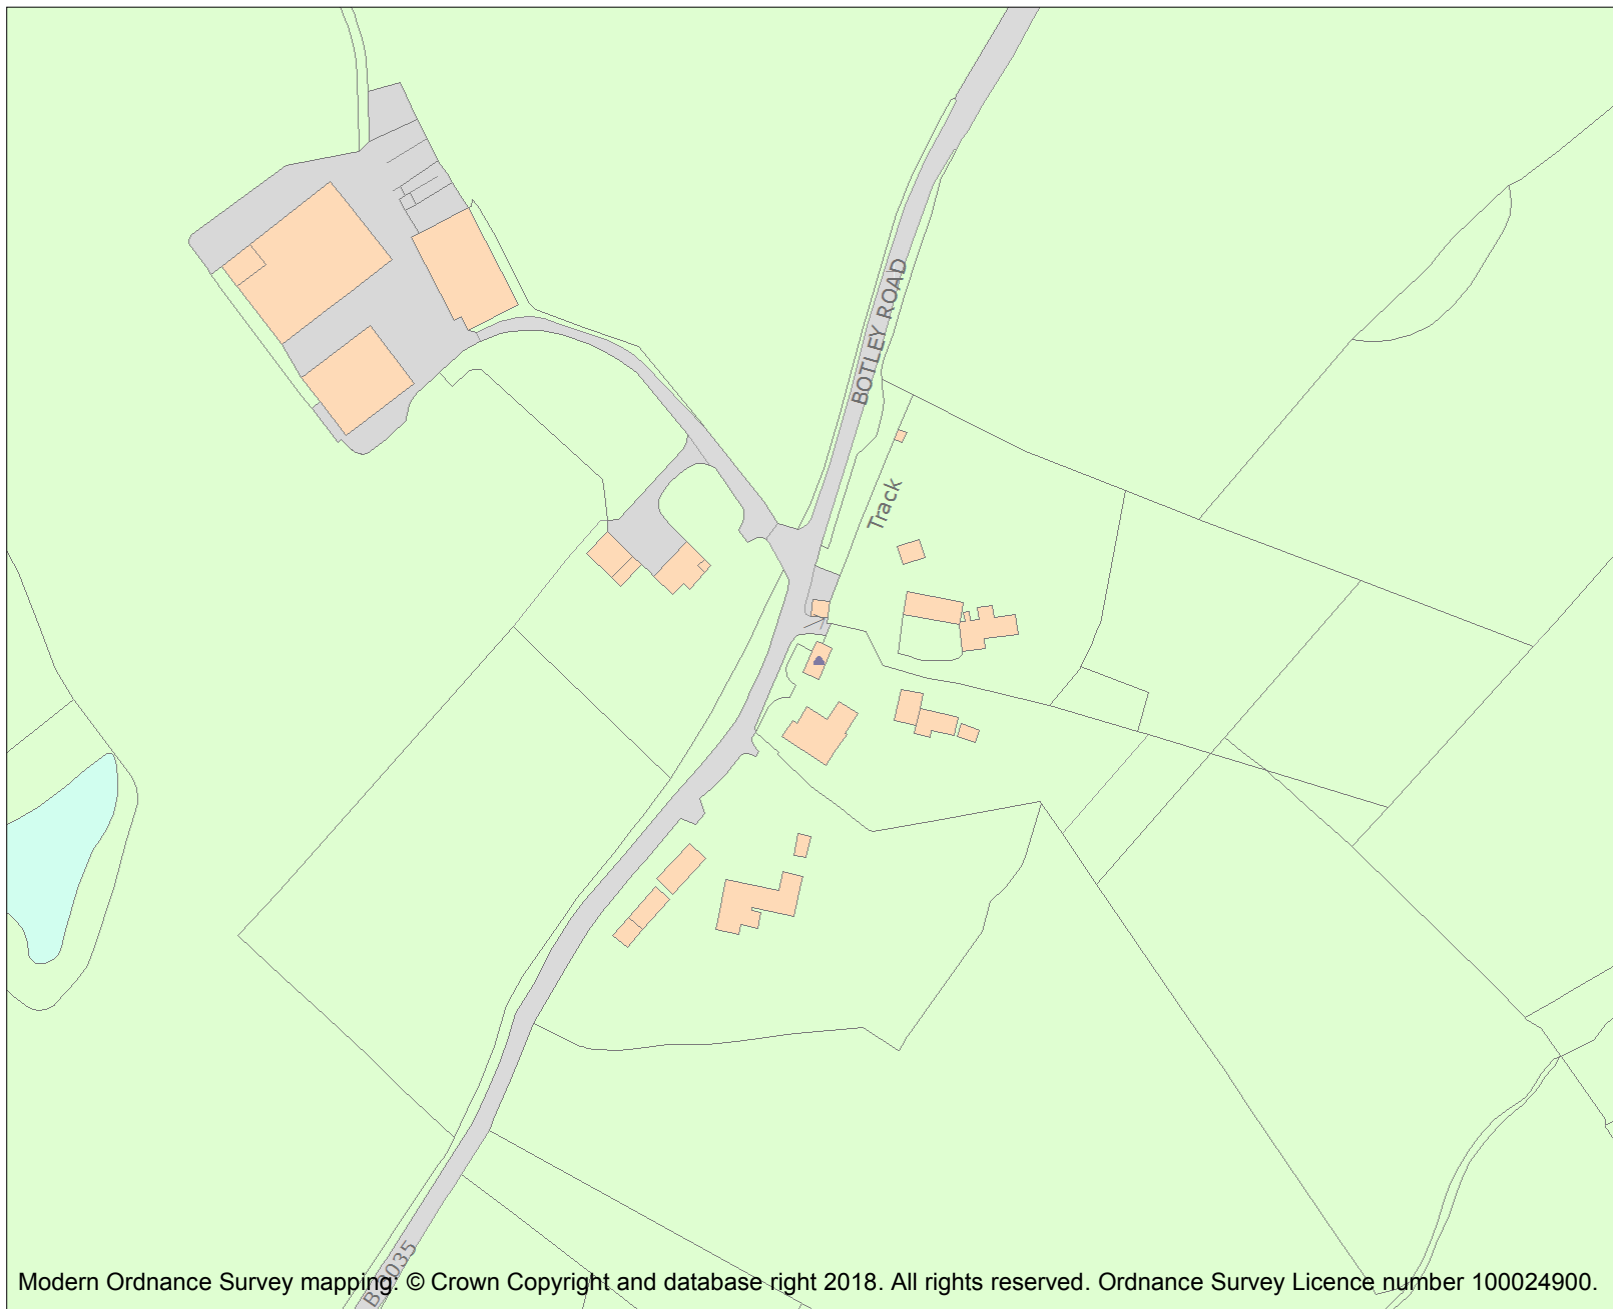 BOTLEY ROAD
Track
B 3035
Modern Ordnance Survey mapping: © Crown Copyright and database right 2018. All rights reserved. Ordnance Survey Licence number 100024900.